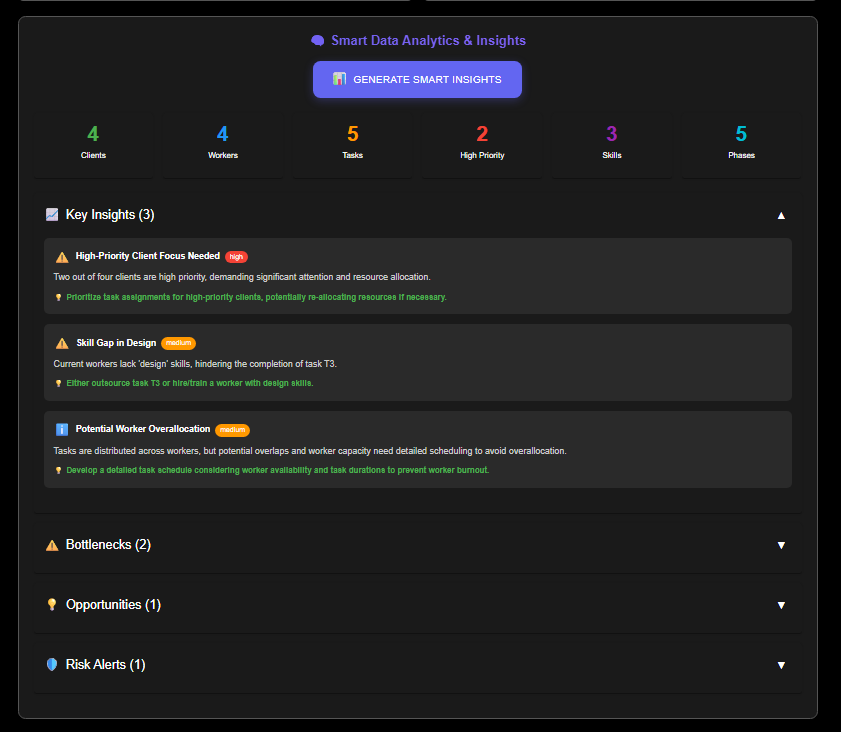 Smart Data Analytics & Insights
GENERATE SMART INSIGHTS
4 4 5 2 3 5
Clients Workers Tasks High Priority Skills Phases
Key Insights (3) ▲
High-Priority Client Focus Needed high
Two out of four clients are high priority, demanding significant attention and resource allocation.
Prioritize task assignments for high-priority clients, potentially re-allocating resources if necessary.
Skill Gap in Design medium
Current workers lack 'design' skills, hindering the completion of task T3.
Either outsource task T3 or hire/train a worker with design skills.
Potential Worker Overallocation medium
Tasks are distributed across workers, but potential overlaps and worker capacity need detailed scheduling to avoid overallocation.
Develop a detailed task schedule considering worker availability and task durations to prevent worker burnout.
Bottlenecks (2) ▼
Opportunities (1) ▼
Risk Alerts (1) ▼